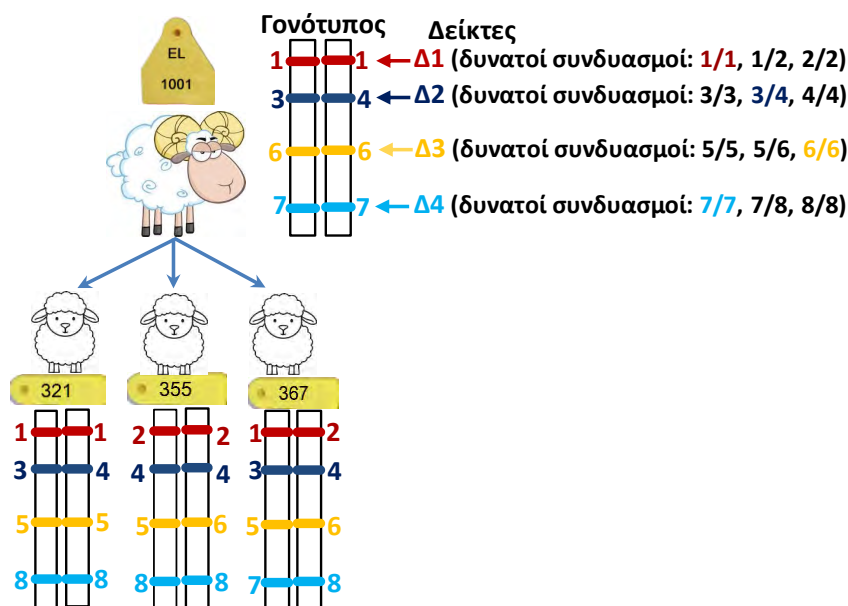 Γονότυπος
Δείκτες
EL
1001
1 1 Δ1 (δυνατοί συνδυασμοί: 1/1, 1/2, 2/2)
3 4 Δ2 (δυνατοί συνδυασμοί: 3/3, 3/4, 4/4)
6 6 Δ3 (δυνατοί συνδυασμοί: 5/5, 5/6, 6/6)
7 7 Δ4 (δυνατοί συνδυασμοί: 7/7, 7/8, 8/8)
321 355 367
1 1 2 2 1 2
3 4 4 4 3 4
5 5 5 6 5 6
8 8 8 8 7 8